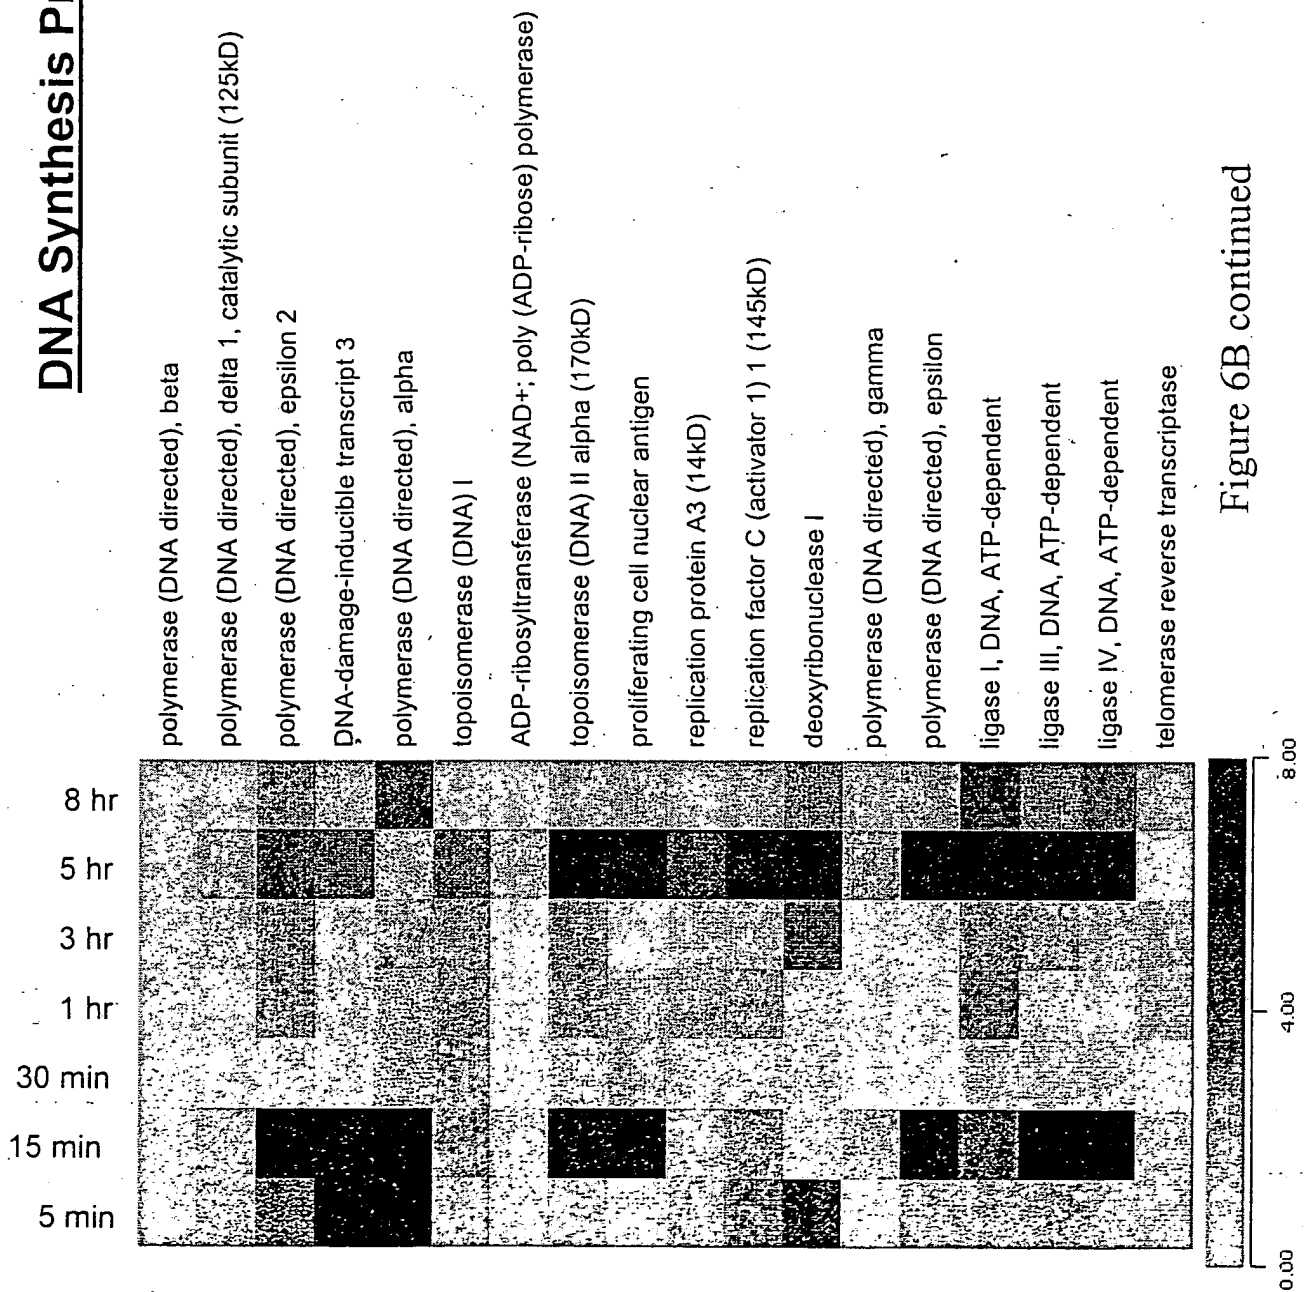 DNA Synthesis
polymerase (DNA directed), beta
polymerase (DNA directed), delta 1, catalytic subunit (125kD)
polymerase (DNA directed), epsilon 2
DNA-damage-inducible transcript 3
polymerase (DNA directed), alpha
topoisomerase (DNA) I
ADP-ribosyltransferase (NAD+; poly (ADP-ribose) polymerase)
topoisomerase (DNA) II alpha (170kD)
proliferating cell nuclear antigen
replication protein A3 (14kD)
replication factor C (activator 1) 1 (145kD)
deoxyribonuclease I
polymerase (DNA directed), gamma
polymerase (DNA directed), epsilon
ligase I, DNA, ATP-dependent
ligase III, DNA, ATP-dependent
ligase IV, DNA, ATP-dependent
telomerase reverse transcriptase
8 hr
5 hr
3 hr
1 hr
30 min
15 min
5 min
0.00
4.00
8.00
Figure 6B continued